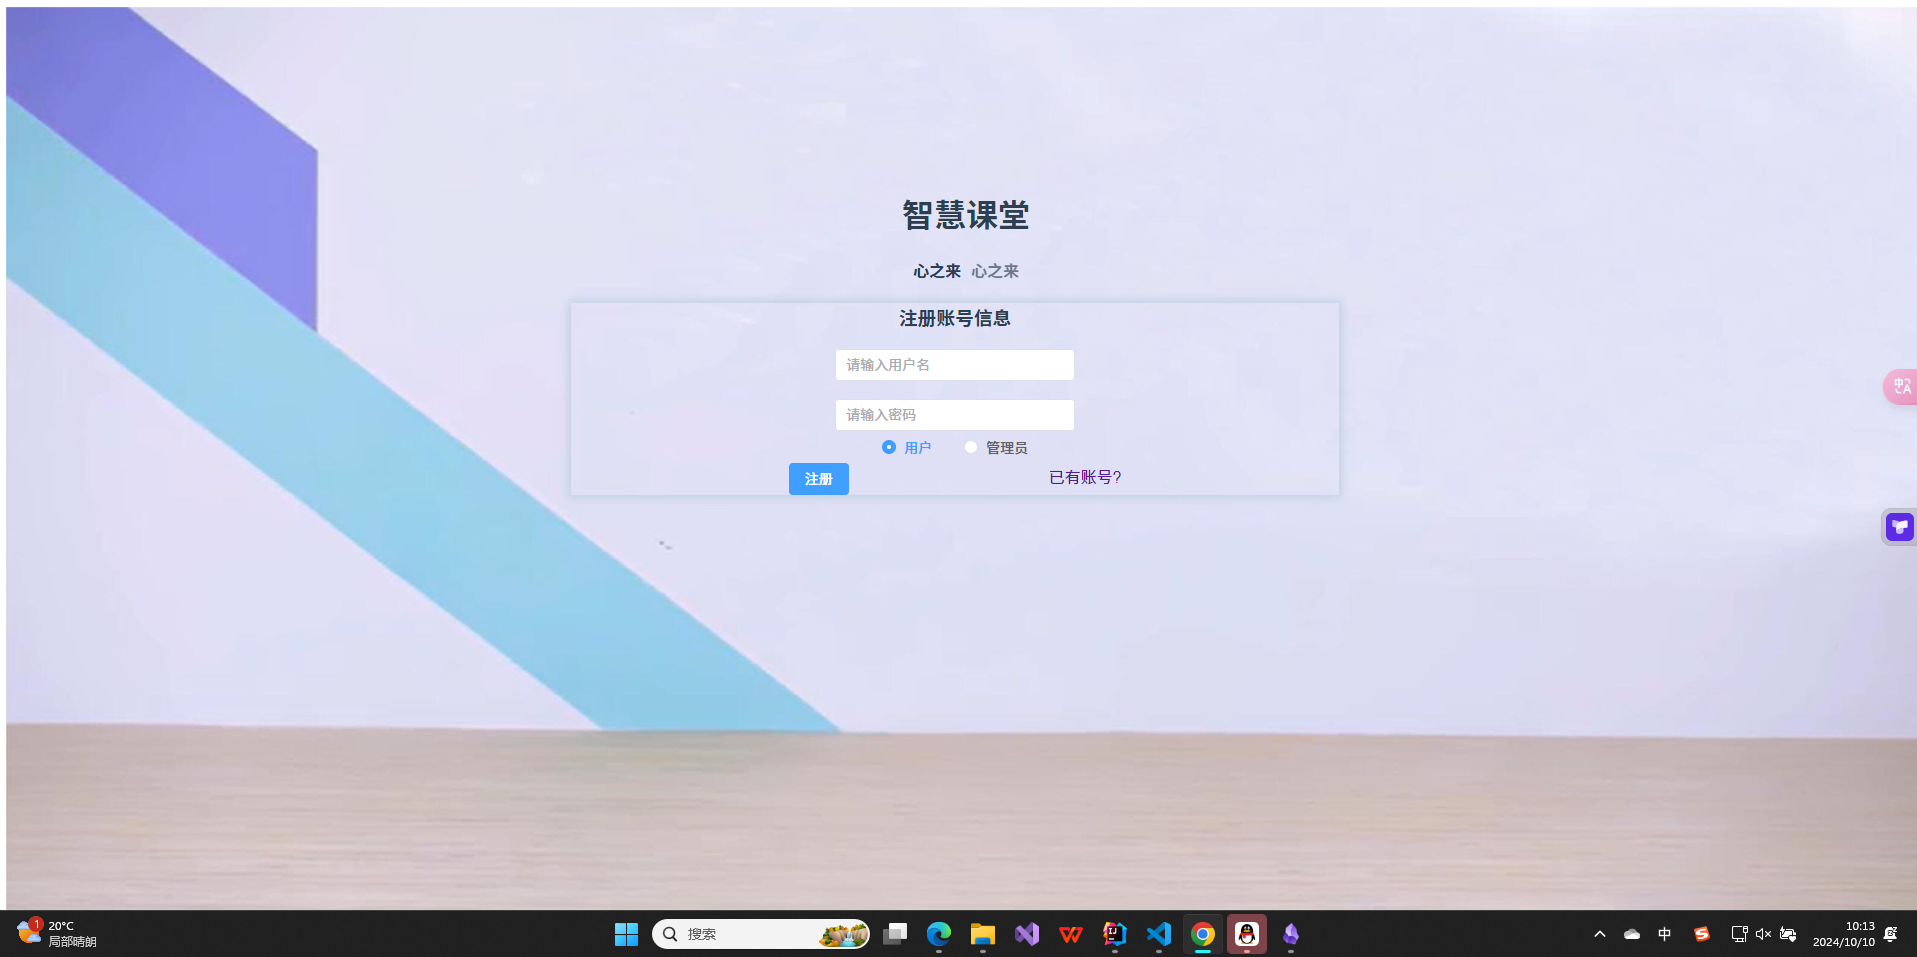 智慧课堂
心之来 心之来
注册账号信息
请输入用户名
请输入密码
用户 管理员
注册 已有账号?
中 A
1
20°C
局部晴朗
搜索
中
10:13
2024/10/10